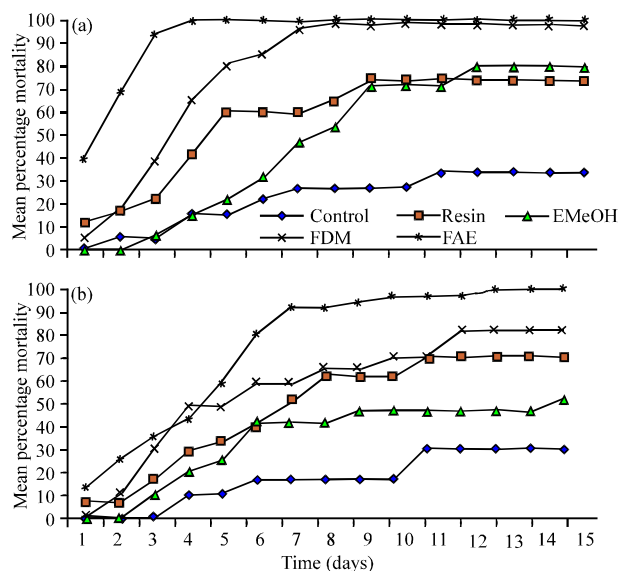 (a)
Mean percentage mortality
100
90
80
70
60
50
40
30
20
10
0
Control Resin EMeOH
FDM FAE
(b)
Mean percentage mortality
100
90
80
70
60
50
40
30
20
10
0
1 2 3 4 5 6 7 8 9 10 11 12 13 14 15
Time (days)